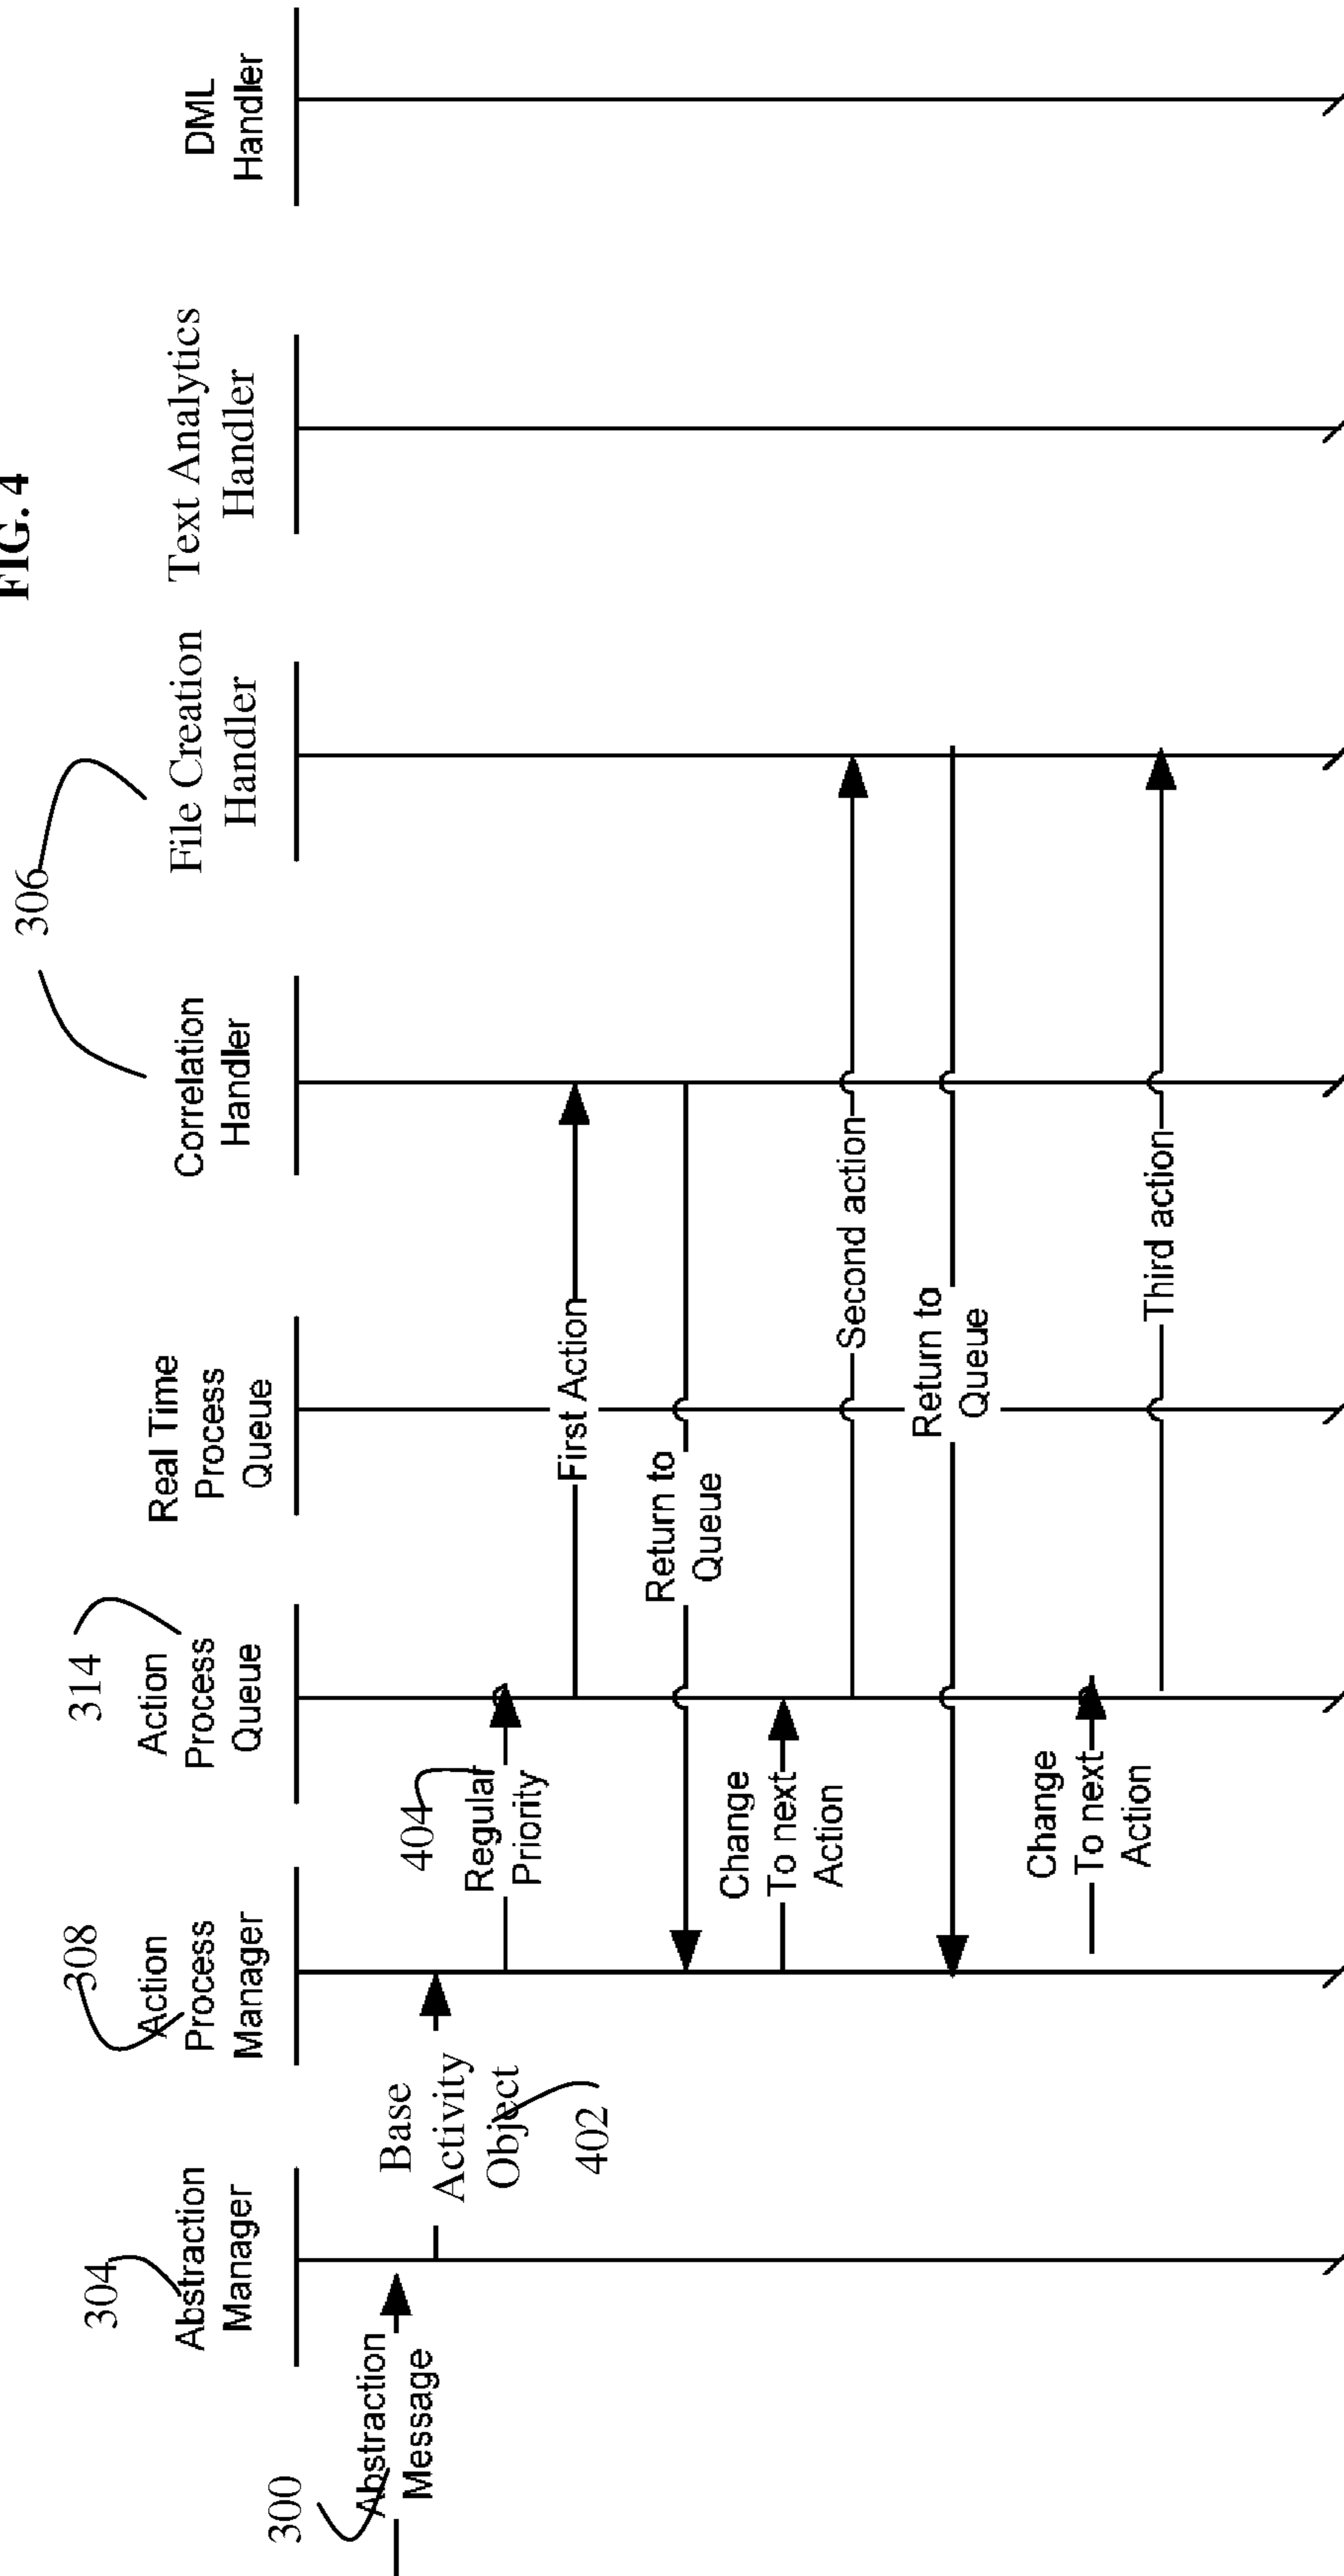 FIG. 4
304
308
314
306
Abstraction
Manager
Action
Process
Manager
Action
Process
Queue
Real Time
Process
Queue
Correlation
Handler
File Creation
Handler
Text Analytics
Handler
DML
Handler
300
Abstraction
Message
Base
Activity
Object
402
404
Regular
Priority
First Action
Return to
Queue
Change
To next
Action
Second action
Return to
Queue
Change
To next
Action
Third action